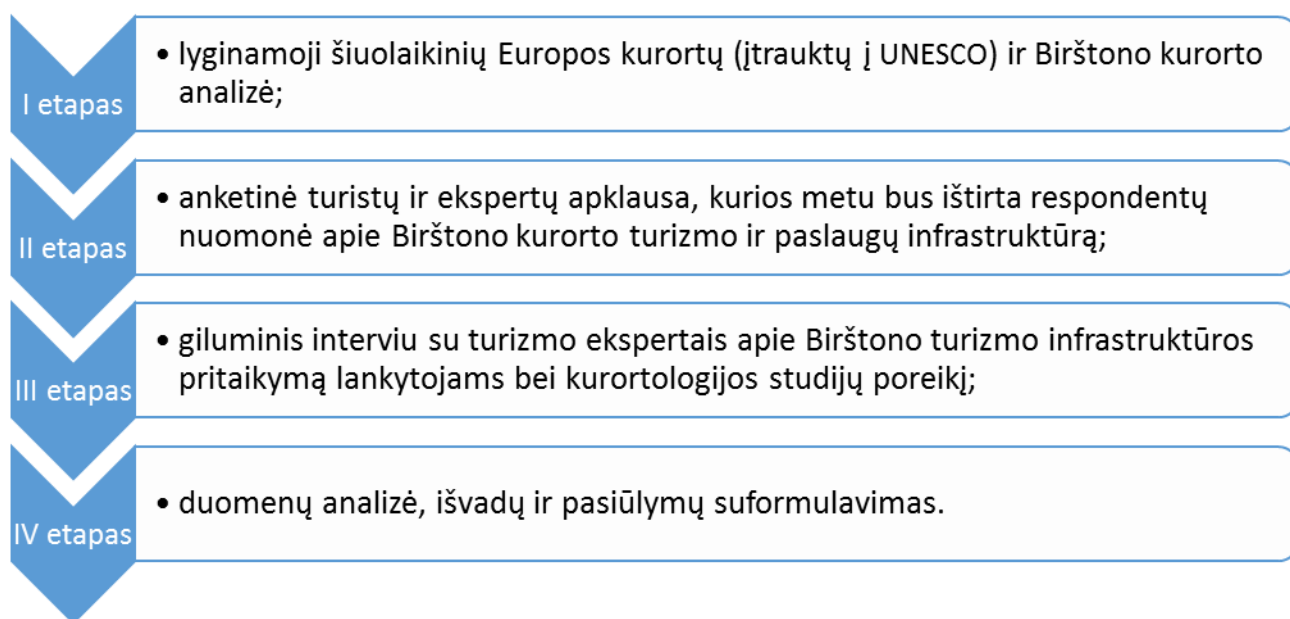 I etapas
• lyginamoji šiuolaikinių Europos kurortų (įtrauktų į UNESCO) ir Birštono kurorto
analizė;
II etapas
• anketinė turistų ir ekspertų apklausa, kurios metu bus ištirta respondentų
nuomonė apie Birštono kurorto turizmo ir paslaugų infrastruktūrą;
III etapas
• giluminis interviu su turizmo ekspertais apie Birštono turizmo infrastruktūros
pritaikymą lankytojams bei kurortologijos studijų poreikį;
IV etapas
• duomenų analizė, išvadų ir pasiūlymų suformulavimas.